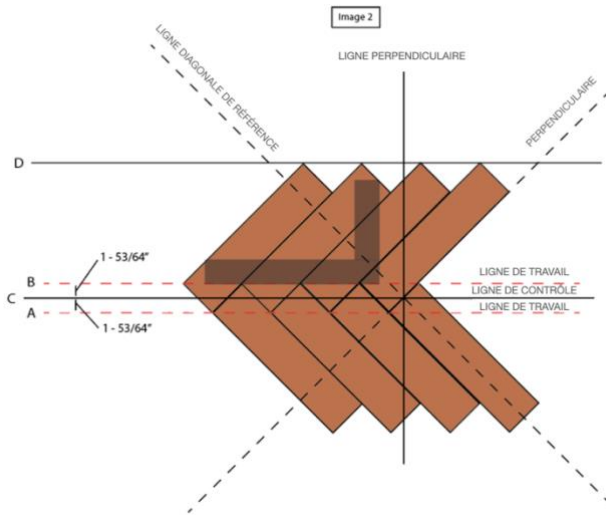 Image 2
LIGNE DIAGONALE DE RÉFÉRENCE
LIGNE PERPENDICULAIRE
PERPENDICULAIRE
D
1 - 53/64"
B
LIGNE DE TRAVAIL
C
LIGNE DE CONTRÔLE
A
LIGNE DE TRAVAIL
1 - 53/64"